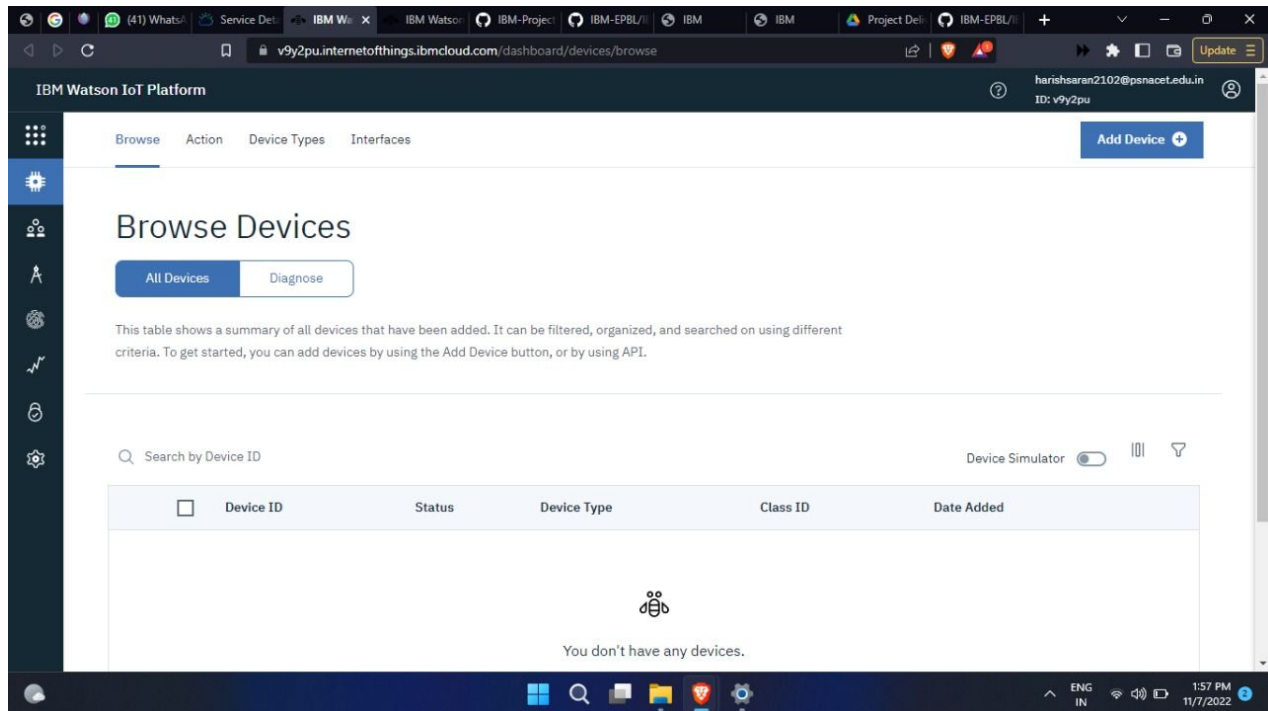 (41) WhatsA
Service Deta
IBM Wa
IBM Watson
IBM-Project
IBM-EPBL/I
IBM
IBM
Project Deli
IBM-EPBL/I
v9y2pu.internetofthings.ibmcloud.com/dashboard/devices/browse
Update
IBM Watson IoT Platform
harishsaran2102@psnacet.edu.in
ID: v9y2pu
Browse Action Device Types Interfaces
Add Device
Browse Devices
All Devices Diagnose
This table shows a summary of all devices that have been added. It can be filtered, organized, and searched on using different
criteria. To get started, you can add devices by using the Add Device button, or by using API.
Search by Device ID
Device Simulator
Device ID Status Device Type Class ID Date Added
You don't have any devices.
ENG
IN
1:57 PM
11/7/2022
2